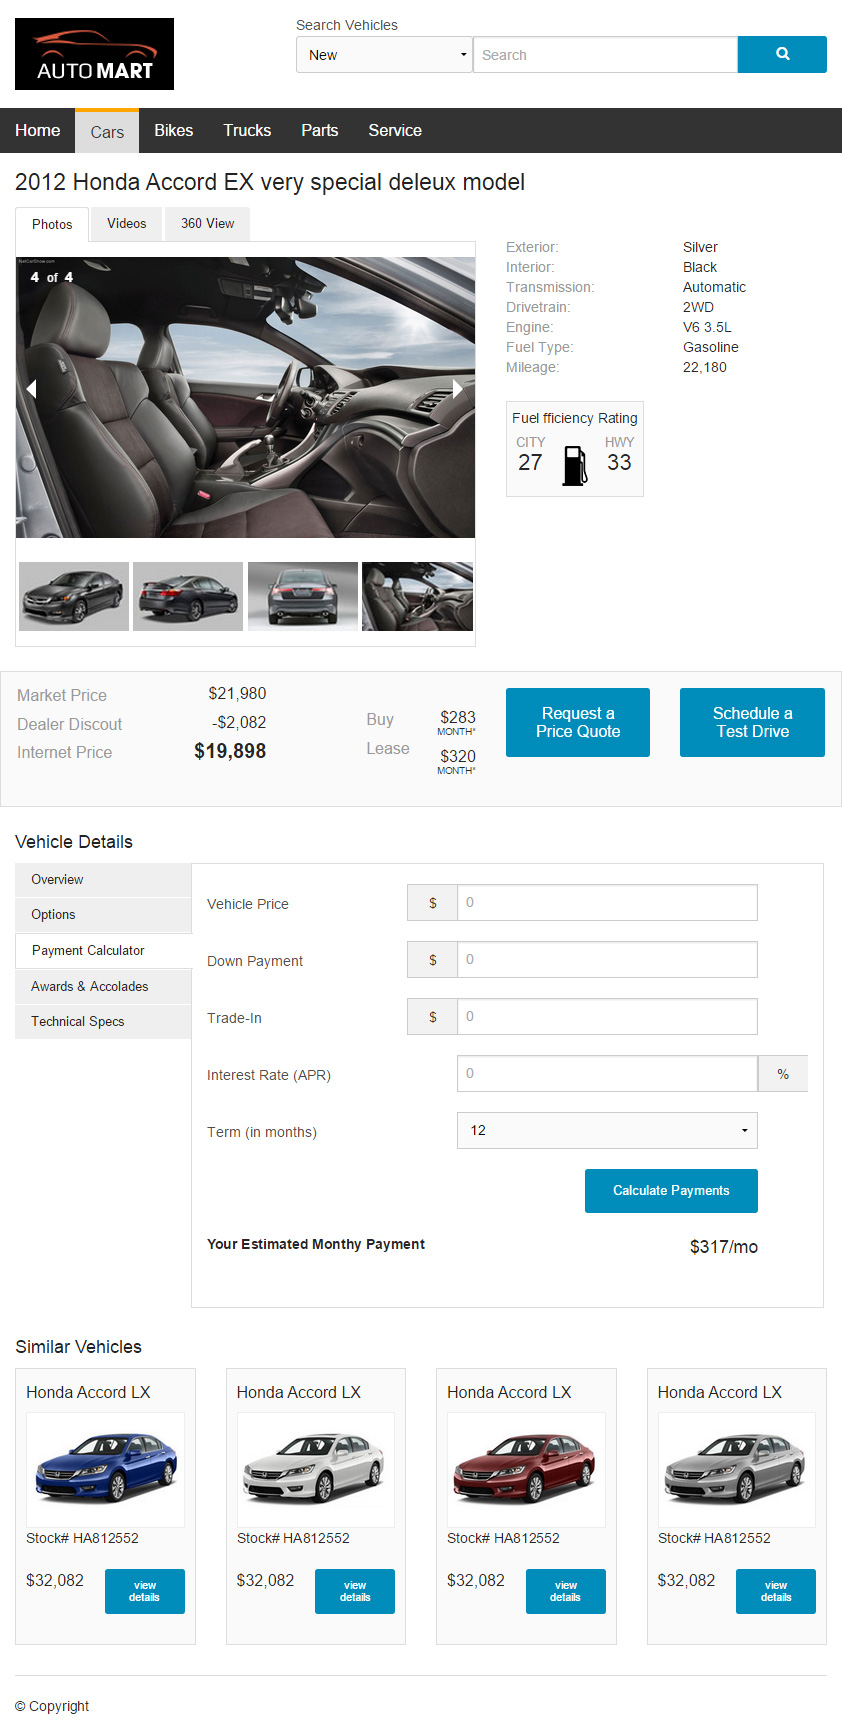 AUTO MART
Search Vehicles
New
Search
Home
Cars
Bikes
Trucks
Parts
Service
2012 Honda Accord EX very special deleux model
Photos
Videos
360 View
NetCarShow.com
4 of 4
Exterior: Silver
Interior: Black
Transmission: Automatic
Drivetrain: 2WD
Engine: V6 3.5L
Fuel Type: Gasoline
Mileage: 22,180
Fuel fficiency Rating
CITY
27
HWY
33
Market Price $21,980
Dealer Discout -$2,082
Internet Price $19,898
Buy $283
MONTH*
Lease $320
MONTH*
Request a
Price Quote
Schedule a
Test Drive
Vehicle Details
Overview
Options
Payment Calculator
Awards & Accolades
Technical Specs
Vehicle Price $ 0
Down Payment $ 0
Trade-In $ 0
Interest Rate (APR) 0 %
Term (in months) 12
Calculate Payments
Your Estimated Monthy Payment $317/mo
Similar Vehicles
Honda Accord LX
Stock# HA812552
$32,082
view
details
Honda Accord LX
Stock# HA812552
$32,082
view
details
Honda Accord LX
Stock# HA812552
$32,082
view
details
Honda Accord LX
Stock# HA812552
$32,082
view
details
© Copyright